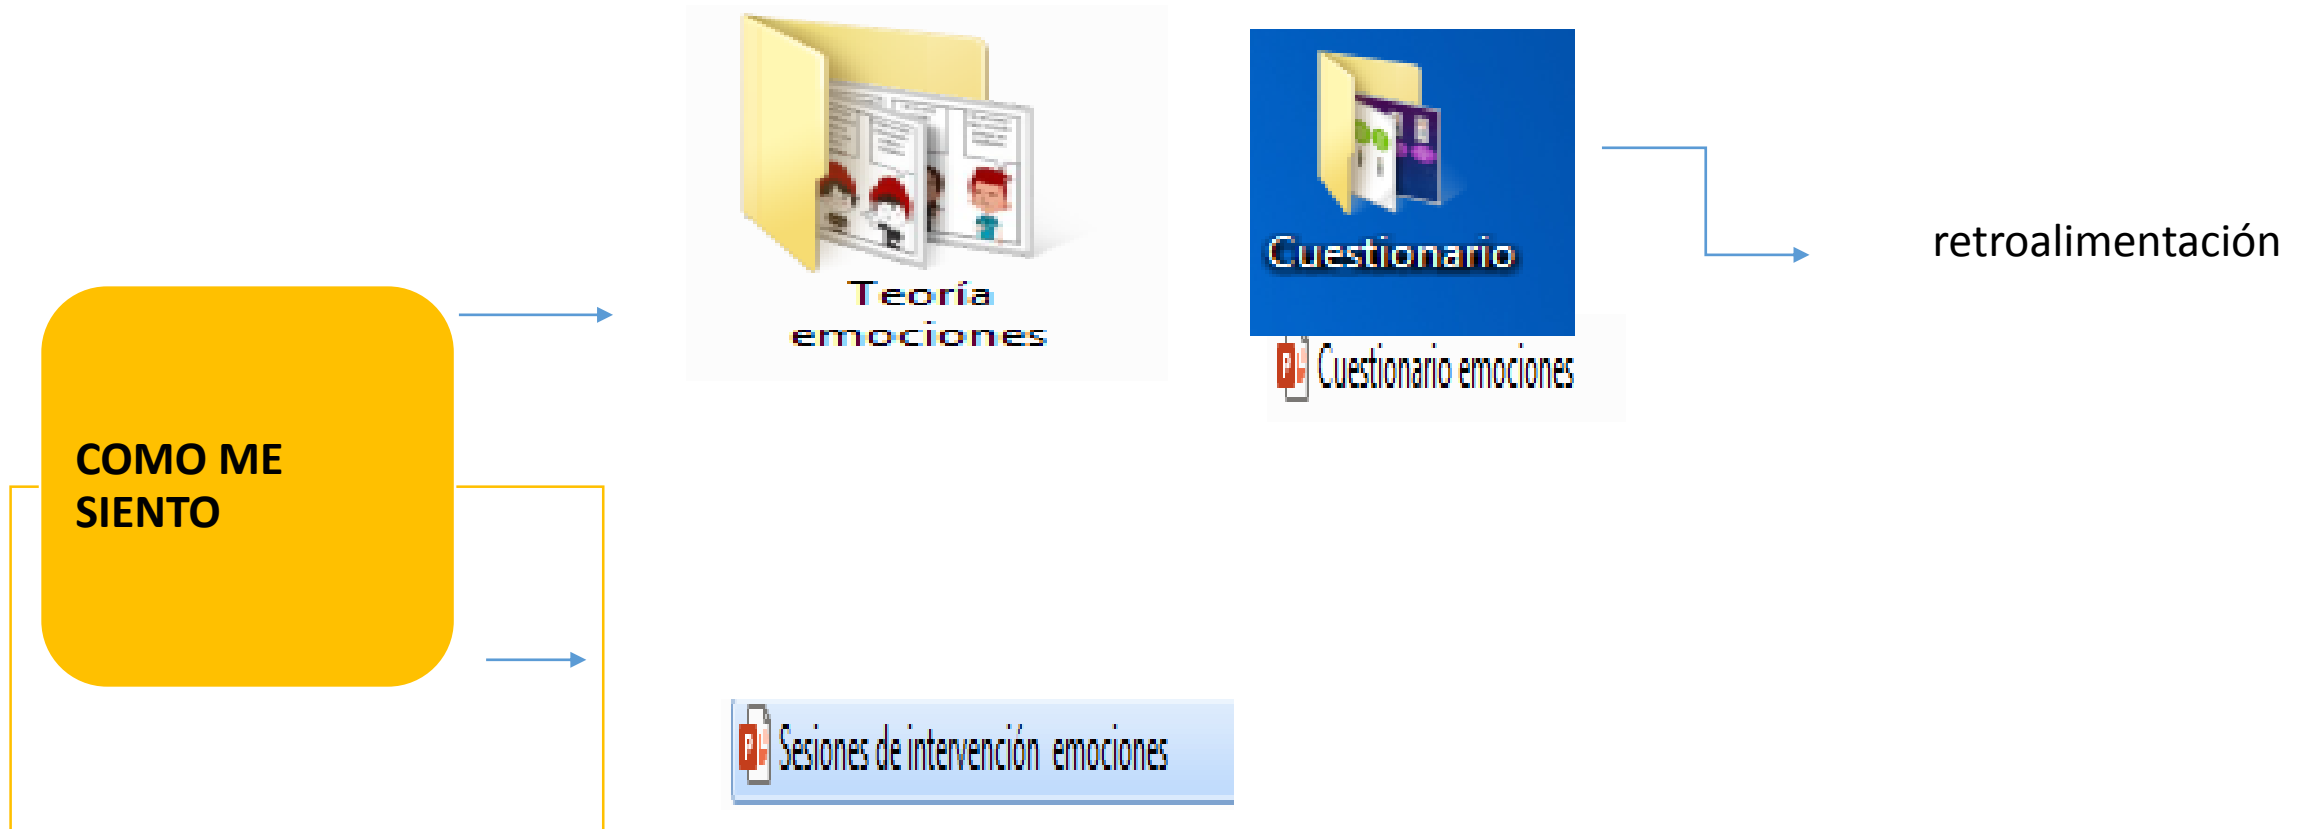 COMO ME
SIENTO
Teoría
emociones
Cuestionario
Cuestionario emociones
retroalimentación
Sesiones de intervención emociones